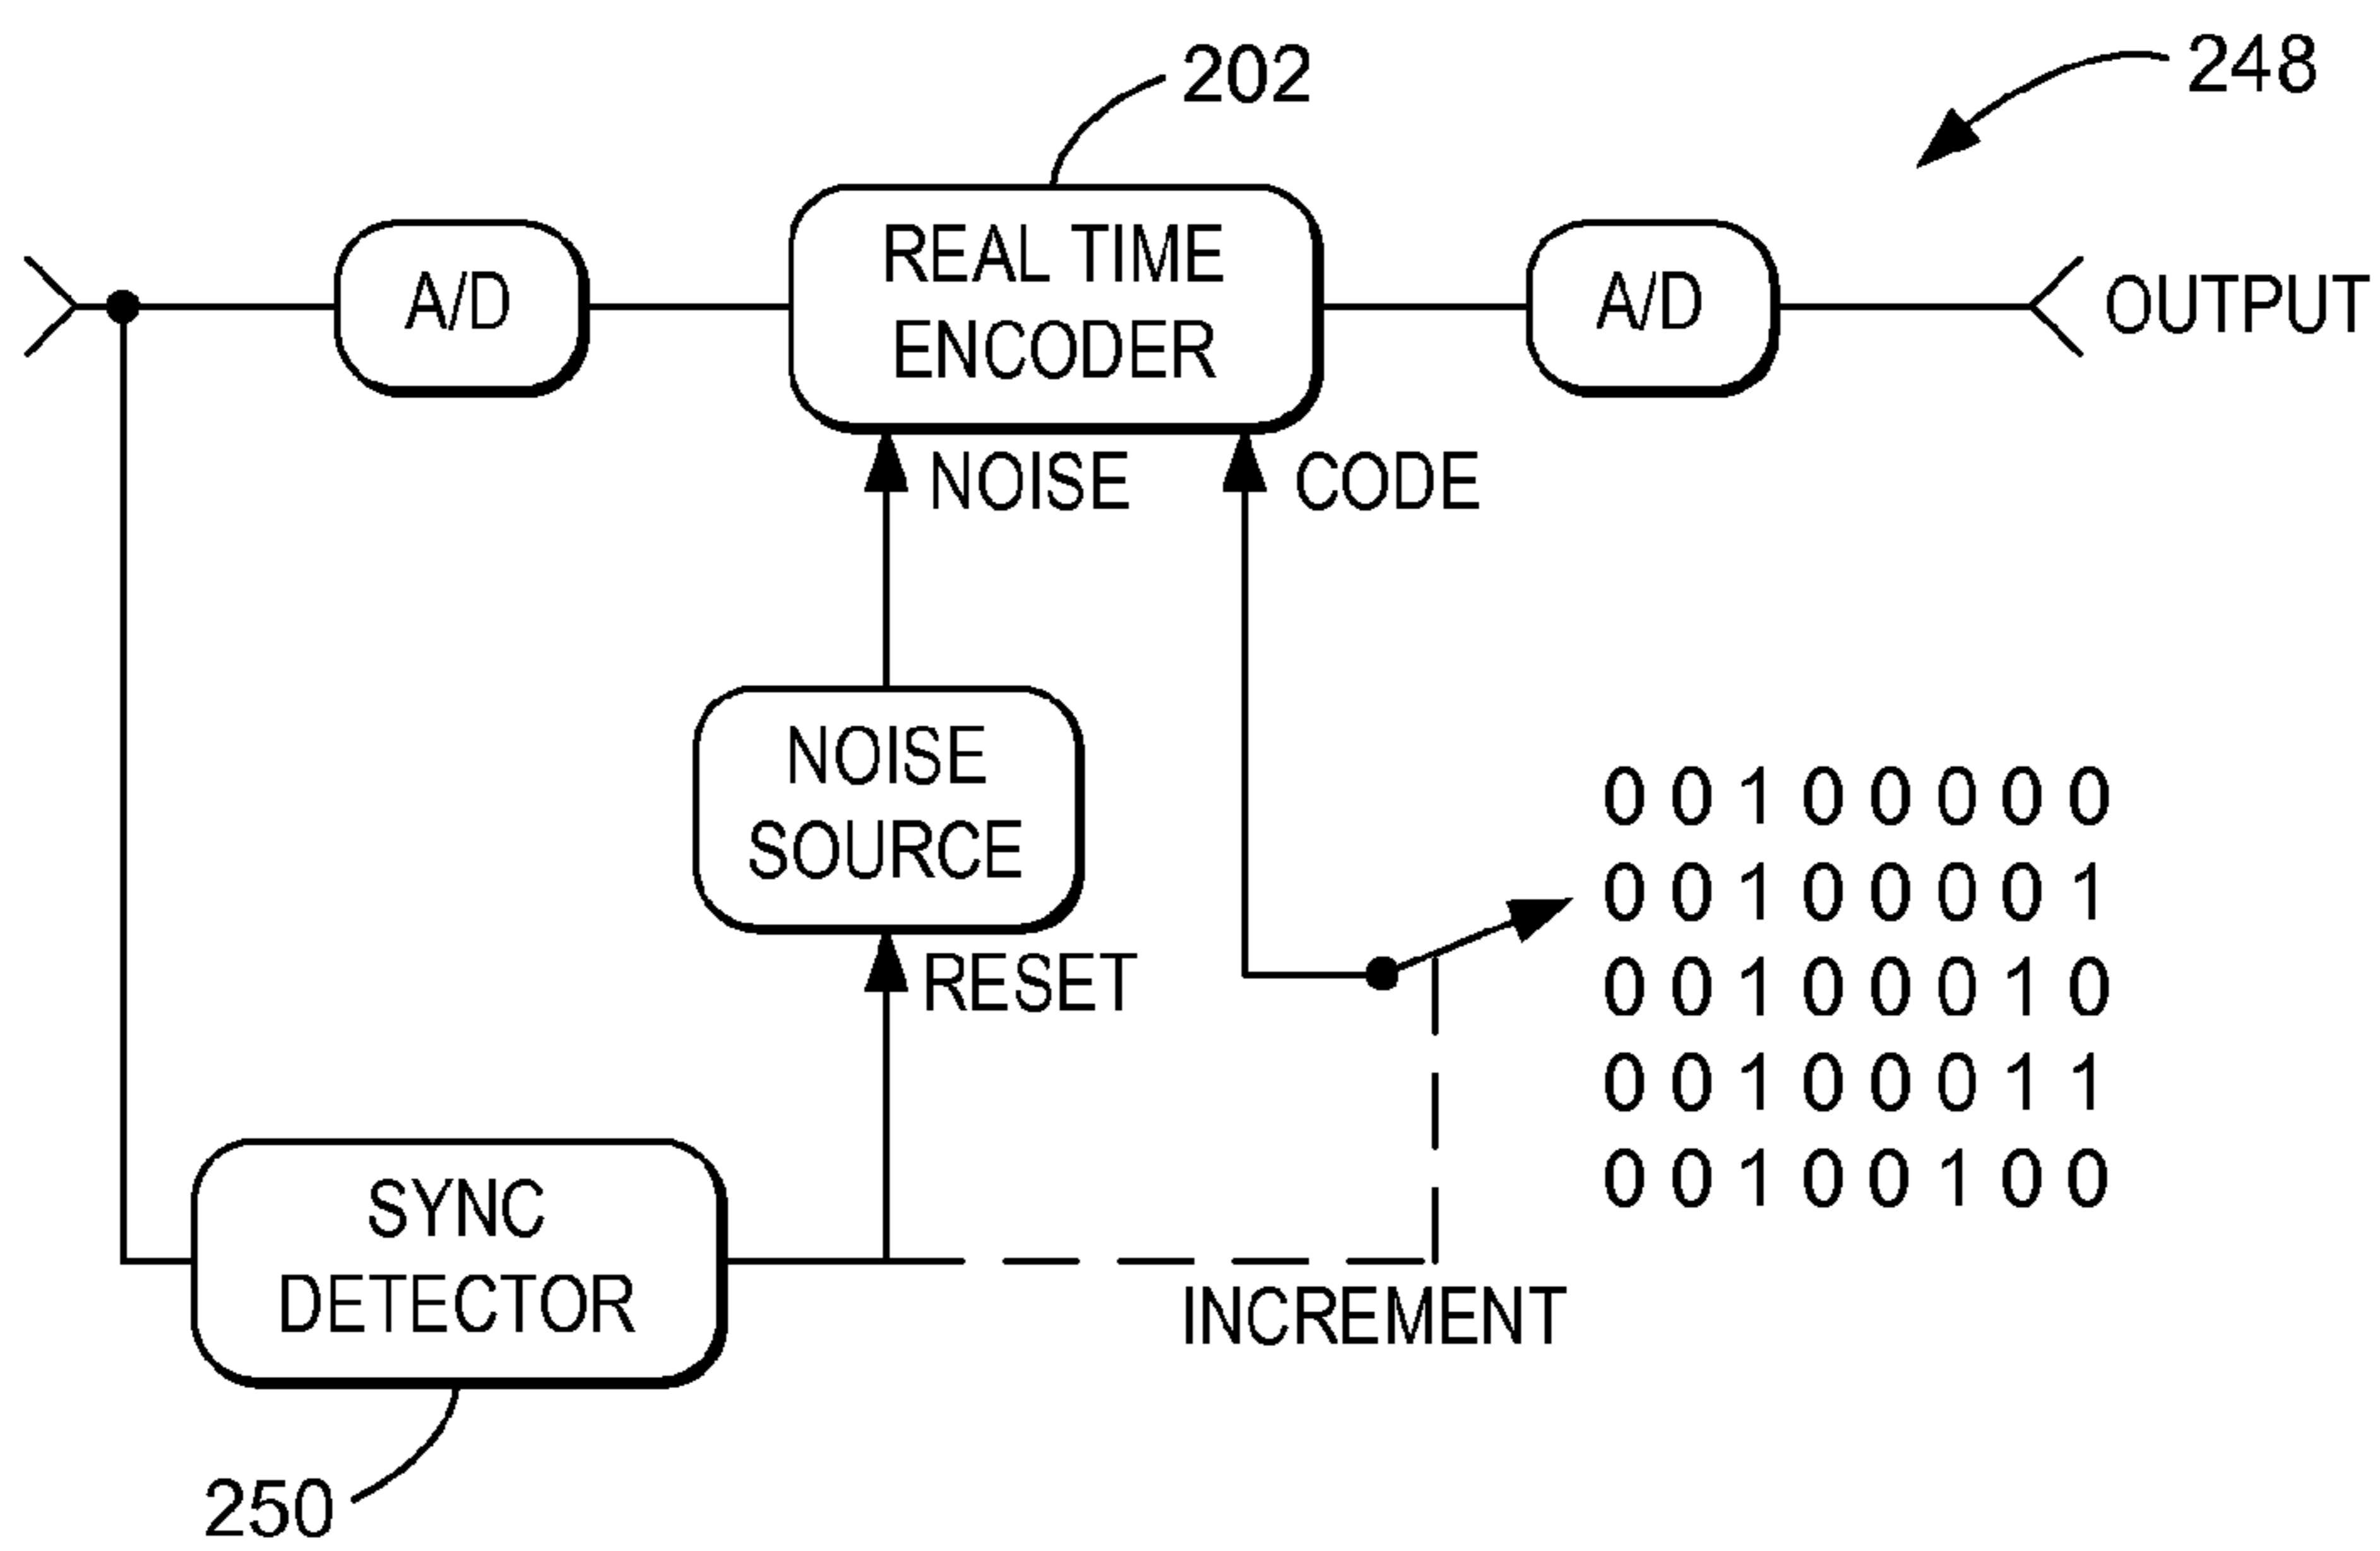 202
248
A/D
REAL TIME
ENCODER
A/D
OUTPUT
NOISE
CODE
NOISE
SOURCE
RESET
0 0 1 0 0 0 0 0
0 0 1 0 0 0 0 1
0 0 1 0 0 0 1 0
0 0 1 0 0 0 1 1
0 0 1 0 0 1 0 0
SYNC
DETECTOR
INCREMENT
250